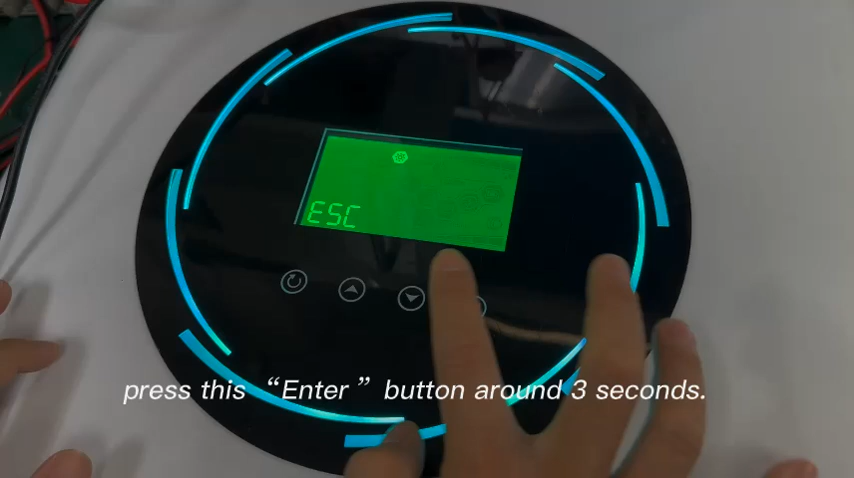 ESC
press this “Enter ” button around 3 seconds.